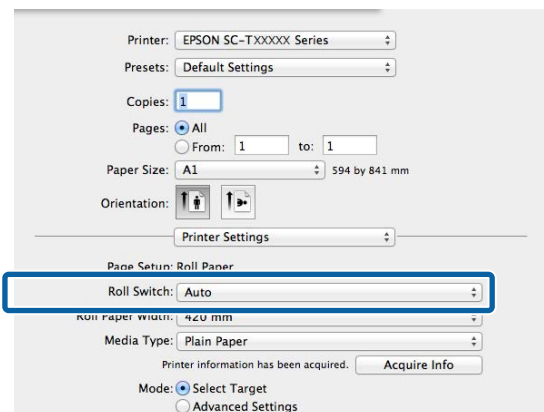 Printer: EPSON SC-TXXXXX Series
Presets: Default Settings
Copies: 1
Pages: All
From: 1 to: 1
Paper Size: A1 594 by 841 mm
Orientation:
Printer Settings
Page Setup: Roll Paper
Roll Switch: Auto
Roll Paper Width: 420 mm
Media Type: Plain Paper
Printer information has been acquired. Acquire Info
Mode: Select Target
Advanced Settings